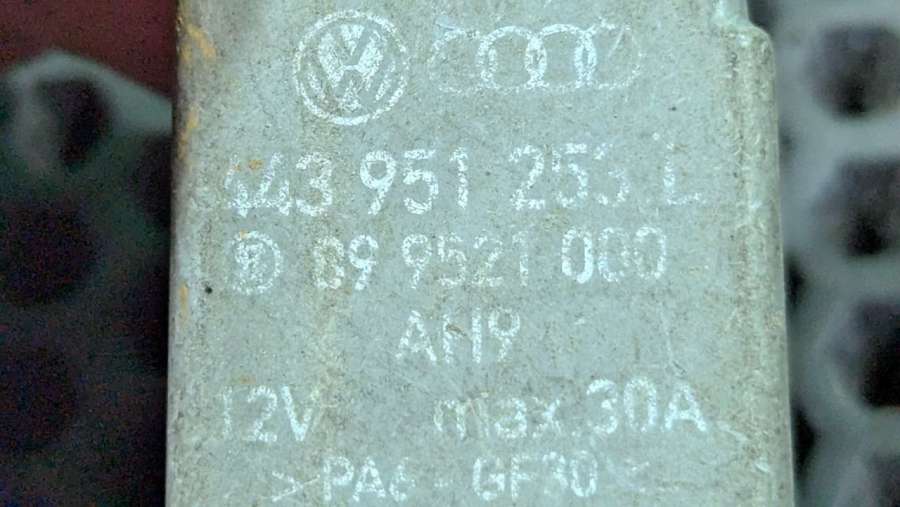 443 951 253 L
89 9521 000
AH9
12V max.30A
>PA6-GF30<